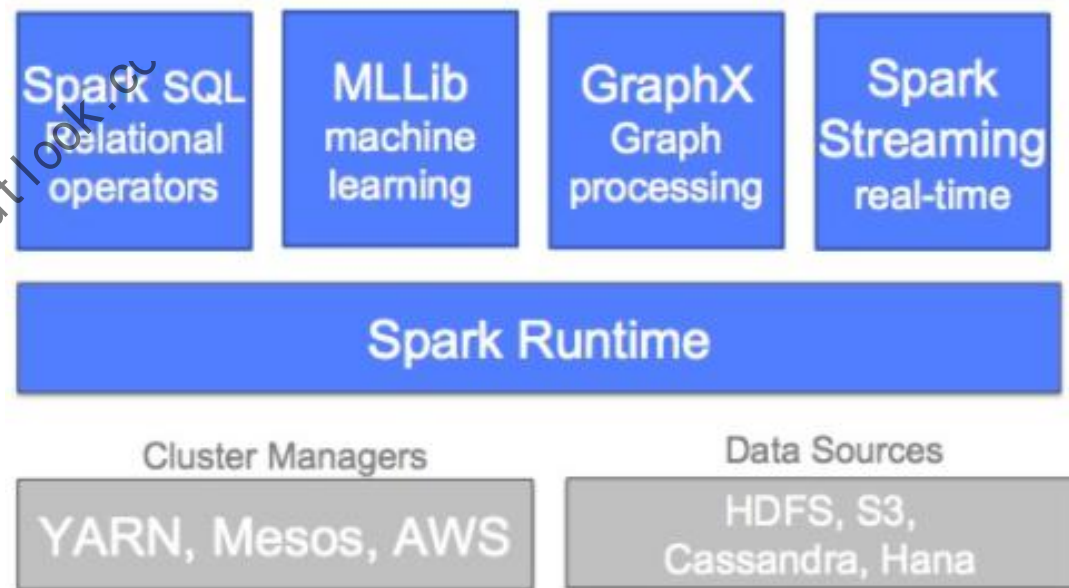 Spark SQL
Relational
operators
MLLib
machine
learning
GraphX
Graph
processing
Spark
Streaming
real-time
Spark Runtime
Cluster Managers
YARN, Mesos, AWS
Data Sources
HDFS, S3,
Cassandra, Hana